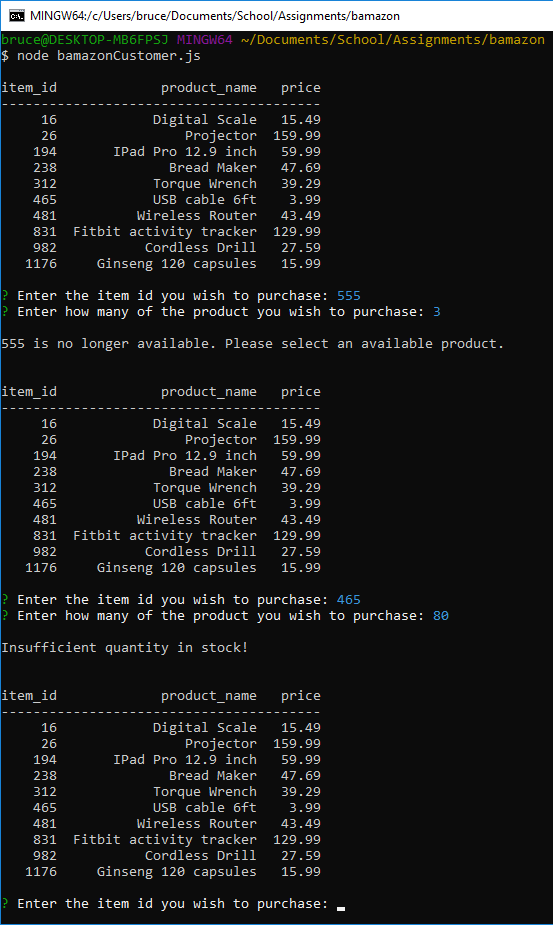 MINGW64:/c/Users/bruce/Documents/School/Assignments/bamazon
bruce@DESKTOP-MB6FPSJ MINGW64 ~/Documents/School/Assignments/bamazon
$ node bamazonCustomer.js
item_id             product_name   price
----------------------------------------
     16            Digital Scale   15.49
     26                Projector  159.99
    194       IPad Pro 12.9 inch   59.99
    238              Bread Maker   47.69
    312            Torque Wrench   39.29
    465            USB cable 6ft    3.99
    481          Wireless Router   43.49
    831  Fitbit activity tracker  129.99
    982           Cordless Drill   27.59
   1176     Ginseng 120 capsules   15.99
? Enter the item id you wish to purchase: 555
? Enter how many of the product you wish to purchase: 3
555 is no longer available. Please select an available product.
item_id             product_name   price
----------------------------------------
     16            Digital Scale   15.49
     26                Projector  159.99
    194       IPad Pro 12.9 inch   59.99
    238              Bread Maker   47.69
    312            Torque Wrench   39.29
    465            USB cable 6ft    3.99
    481          Wireless Router   43.49
    831  Fitbit activity tracker  129.99
    982           Cordless Drill   27.59
   1176     Ginseng 120 capsules   15.99
? Enter the item id you wish to purchase: 465
? Enter how many of the product you wish to purchase: 80
Insufficient quantity in stock!
item_id             product_name   price
----------------------------------------
     16            Digital Scale   15.49
     26                Projector  159.99
    194       IPad Pro 12.9 inch   59.99
    238              Bread Maker   47.69
    312            Torque Wrench   39.29
    465            USB cable 6ft    3.99
    481          Wireless Router   43.49
    831  Fitbit activity tracker  129.99
    982           Cordless Drill   27.59
   1176     Ginseng 120 capsules   15.99
? Enter the item id you wish to purchase: